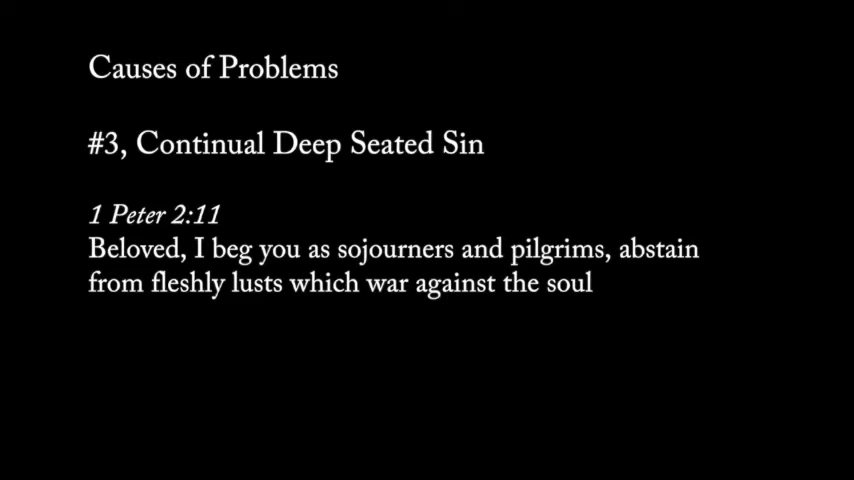 Causes of Problems
#3, Continual Deep Seated Sin
1 Peter 2:11
Beloved, I beg you as sojourners and pilgrims, abstain
from fleshly lusts which war against the soul